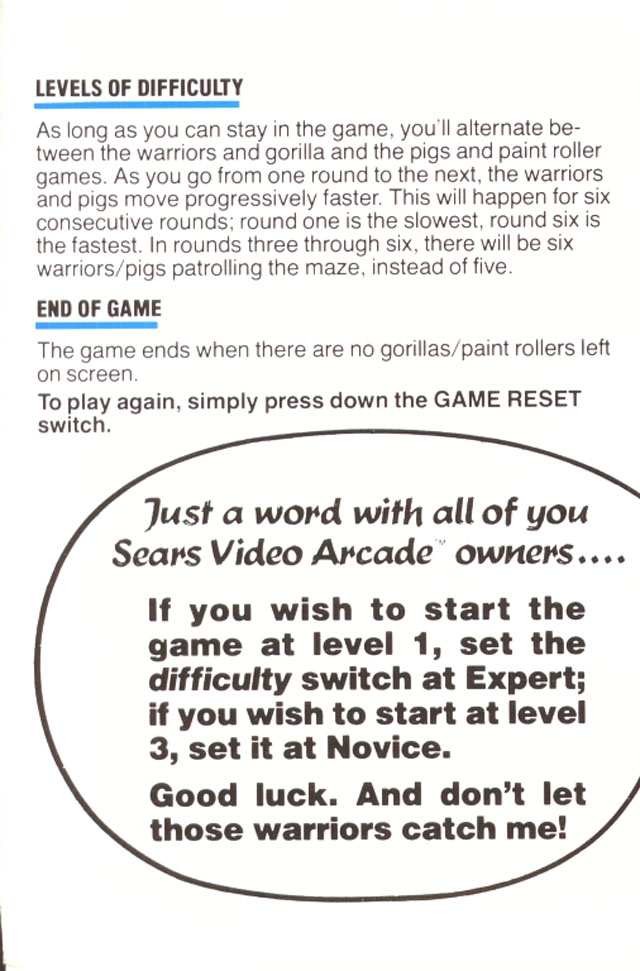 LEVELS OF DIFFICULTY
As long as you can stay in the game, you'll alternate be-
tween the warriors and gorilla and the pigs and paint roller
games. As you go from one round to the next, the warriors
and pigs move progressively faster. This will happen for six
consecutive rounds; round one is the slowest, round six is
the fastest. In rounds three through six, there will be six
warriors/pigs patrolling the maze, instead of five.
END OF GAME
The game ends when there are no gorillas/paint rollers left
on screen.
To play again, simply press down the GAME RESET
switch.
Just a word with all of you
Sears Video Arcade™ owners....
If you wish to start the
game at level 1, set the
difficulty switch at Expert;
if you wish to start at level
3, set it at Novice.
Good luck. And don't let
those warriors catch me!